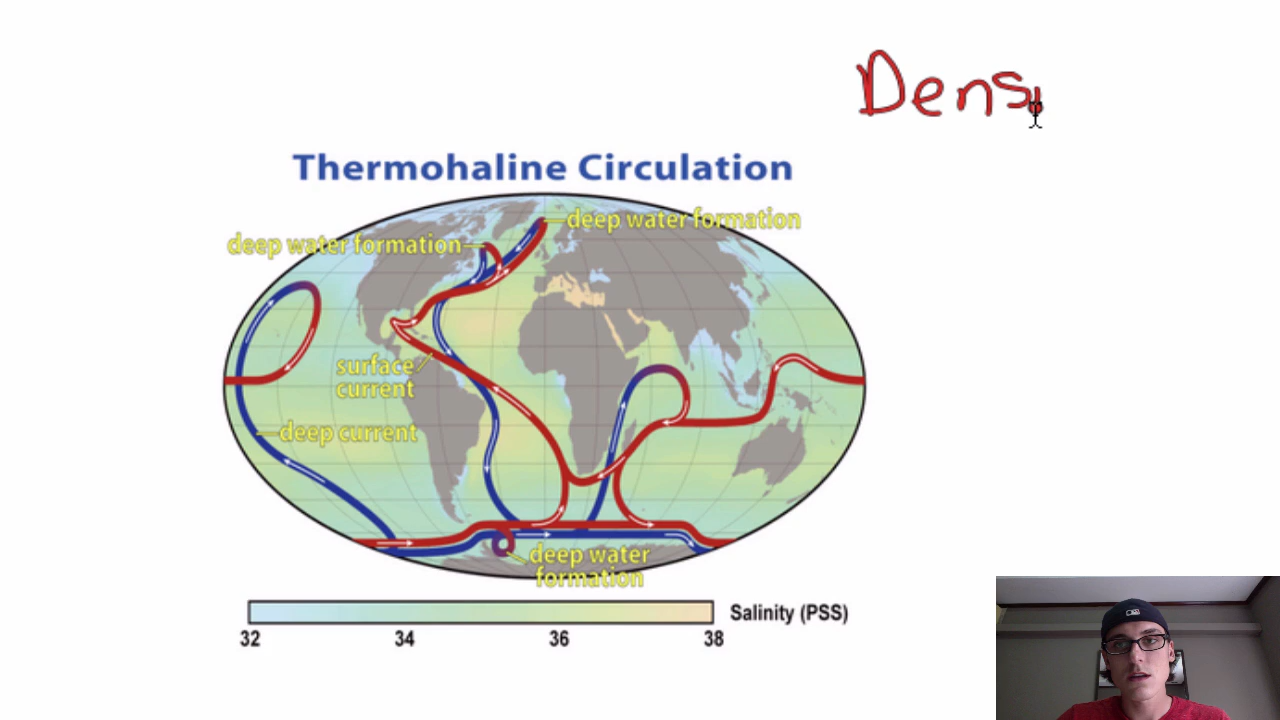 Densi
Thermohaline Circulation
deep water formation
deep water formation
surface
current
deep current
deep water
formation
32 34 36 38
Salinity (PSS)